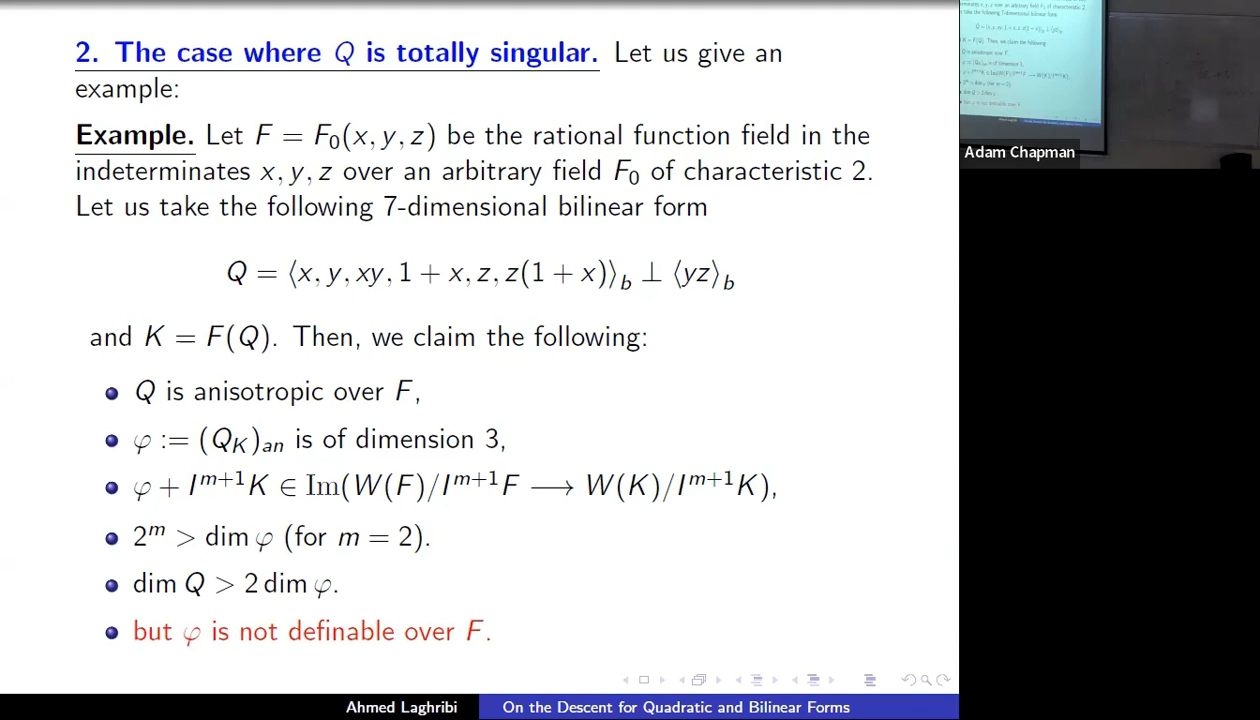 2. The case where Q is totally singular. Let us give an
example:
Example. Let F = F₀(x, y, z) be the rational function field in the
indeterminates x, y, z over an arbitrary field F₀ of characteristic 2.
Let us take the following 7-dimensional bilinear form
Q = ⟨x, y, xy, 1 + x, z, z(1 + x)⟩_b ⊥ ⟨yz⟩_b
and K = F(Q). Then, we claim the following:
Q is anisotropic over F,
φ := (Q_K)_an is of dimension 3,
φ + I^{m+1}K ∈ Im(W(F)/I^{m+1}F ⟶ W(K)/I^{m+1}K),
2^m > dim φ (for m = 2).
dim Q > 2 dim φ.
but φ is not definable over F.
Ahmed Laghribi On the Descent for Quadratic and Bilinear Forms
Adam Chapman